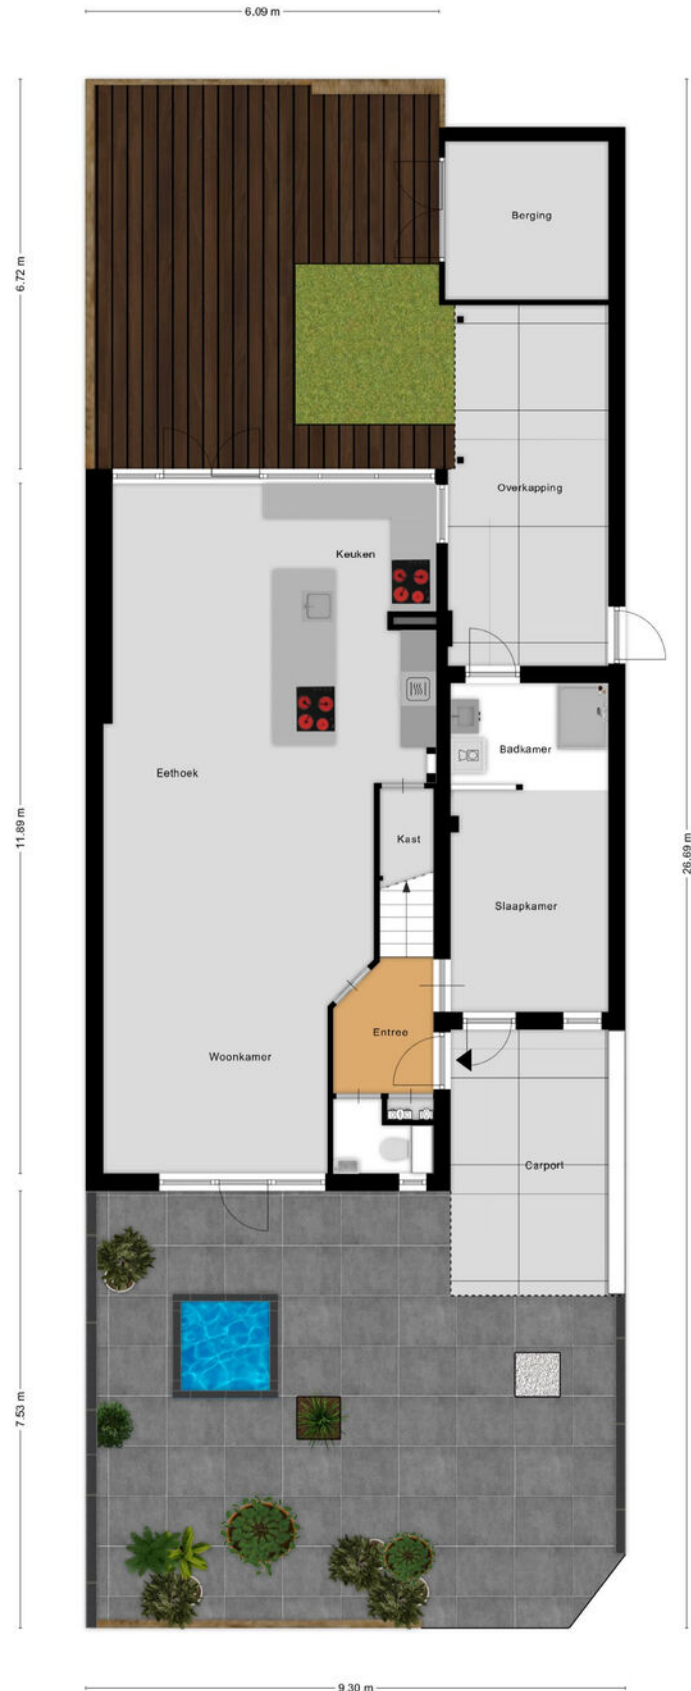 6.09 m
Berging
6.72 m
Overkapping
Keuken
Badkamer
Eethoek
11.89 m
Kast
26.69 m
Slaapkamer
Entree
Woonkamer
Carport
7.53 m
9.30 m